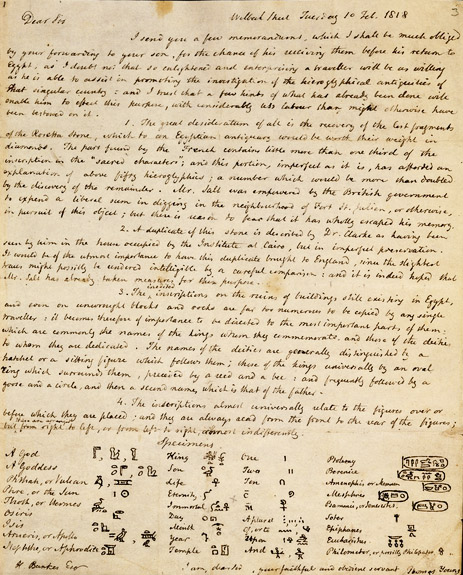 3
Dear Sir
Welbeck Street Tuesday 10 Feb. 1818
I send you a few memorandums, which I shall be much obliged
by your forwarding to your son, for the chance of his receiving them before his return to
Egypt, as I doubt not that so enlightened and enterprising a traveller will be as willing
as he is able to assist in promoting the investigation of the hieroglyphical antiquities of
that singular country: and I trust that a few hints of what has already been done will
enable him to effect this purpose, with considerably less labour than might otherwise have
been bestowed on it.
1. The great desideratum of all is the recovery of the lost fragments
of the Rosetta Stone, which to an Egyptian antiquary would be worth their weight in
diamonds. The part found by the French contains little more than one third of the
inscription in the "sacred characters"; and this portion, imperfect as it is, has afforded an
explanation of above fifty hieroglyphics; a number which would be more than doubled
by the discovery of the remainder. Mr. Salt was empowered by the British government
to expend a liberal sum in digging in the neighbourhood of Fort St. Julien, or otherwise,
in pursuit of this object; but there is reason to fear that it has wholly escaped his memory.
2. A duplicate of this stone is described by Dr. Clarke as having been
seen by him in the house occupied by the Institute at Cairo, but in imperfect preservation.
It would be of the utmost importance to have this duplicate brought to England, since the slightest
traces might possibly be rendered intelligible by a careful comparison: and it is indeed hoped that
Mr. Salt has already taken measures for this purpose.
3. The inscriptions on the ruins of buildings still existing in Egypt,
and even on unwrought blocks and rocks are far too numerous to be copied by any single
traveller: it becomes therefore of importance to be directed to the most important parts of them.
which are commonly the names of the kings whom they commemorate and those of the deities
to whom they are dedicated. The names of the deities are generally distinguished by a
hatchet or a sitting figure which follows them; those of the kings universally by an oval
ring which surrounds them, preceded by a reed and a bee: and frequently followed by a
goose and a circle, and then a second name, which is that of the father.
4. The inscriptions almost universally relate to the figures over or
before which they are placed; and they are always read from the front to the rear of the figures;
but from right to left, or from left to right, almost indifferently.
Specimens
A God King One Ptolemy
A Goddess Son Two Berenice
Phthah, or Vulcan Life Ten
Phre, or the Sun Eternity
Thoth, or Hermes Immortal
Osiris Day A plural Soter
Isis Month Epiphanes
Arueris, or Apollo Year Upon Eucharistus
Nephthe, or Aphrodite Temple And Philometor
W Bankes Esqr I am, dear Sir, your faithful and obedient servant Thomas Young